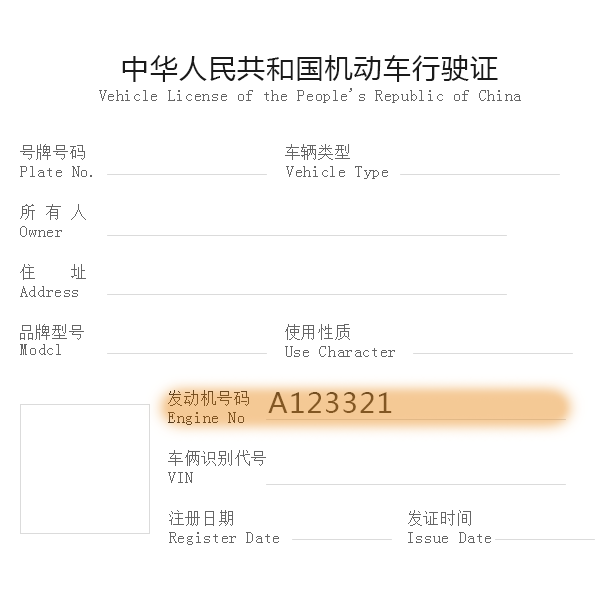 中华人民共和国机动车行驶证
Vehicle License of the People's Republic of China
号牌号码 车辆类型
Plate No. Vehicle Type
所 有 人
Owner
住 址
Address
品牌型号 使用性质
Modcl Use Character
发动机号码 A123321
Engine No
车俩识别代号
VIN
注册日期 发证时间
Register Date Issue Date